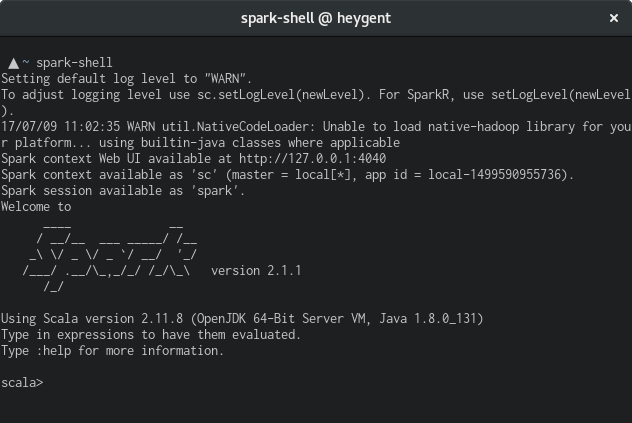 spark-shell @ heygent ×
▲ ~ spark-shell
Setting default log level to "WARN".
To adjust logging level use sc.setLogLevel(newLevel). For SparkR, use setLogLevel(newLevel
).
17/07/09 11:02:35 WARN util.NativeCodeLoader: Unable to load native-hadoop library for you
r platform... using builtin-java classes where applicable
Spark context Web UI available at http://127.0.0.1:4040
Spark context available as 'sc' (master = local[*], app id = local-1499590955736).
Spark session available as 'spark'.
Welcome to
      ____              __
     / __/__  ___ _____/ /__
    _\ \/ _ \/ _ `/ __/  '_/
   /___/ .__/\_,_/_/ /_/\_\   version 2.1.1
      /_/
Using Scala version 2.11.8 (OpenJDK 64-Bit Server VM, Java 1.8.0_131)
Type in expressions to have them evaluated.
Type :help for more information.
scala>